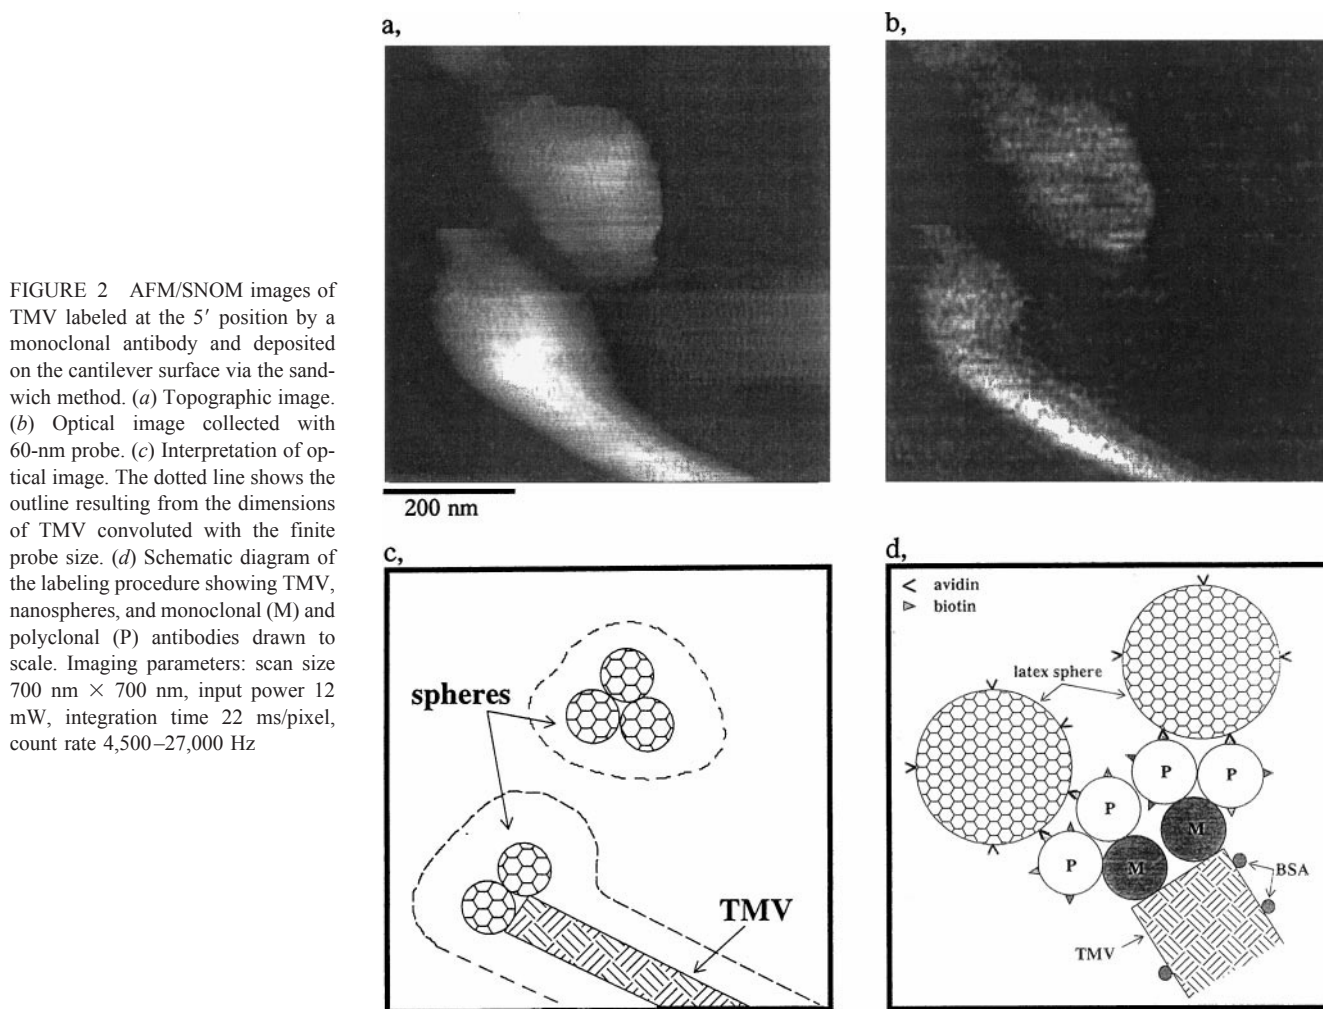 a,
b,
200 nm
FIGURE 2 AFM/SNOM images of
TMV labeled at the 5′ position by a
monoclonal antibody and deposited
on the cantilever surface via the sand-
wich method. (a) Topographic image.
(b) Optical image collected with
60-nm probe. (c) Interpretation of op-
tical image. The dotted line shows the
outline resulting from the dimensions
of TMV convoluted with the finite
probe size. (d) Schematic diagram of
the labeling procedure showing TMV,
nanospheres, and monoclonal (M) and
polyclonal (P) antibodies drawn to
scale. Imaging parameters: scan size
700 nm × 700 nm, input power 12
mW, integration time 22 ms/pixel,
count rate 4,500–27,000 Hz
c,
spheres
TMV
d,
avidin
biotin
latex sphere
P
P
P
M
P
M
BSA
TMV